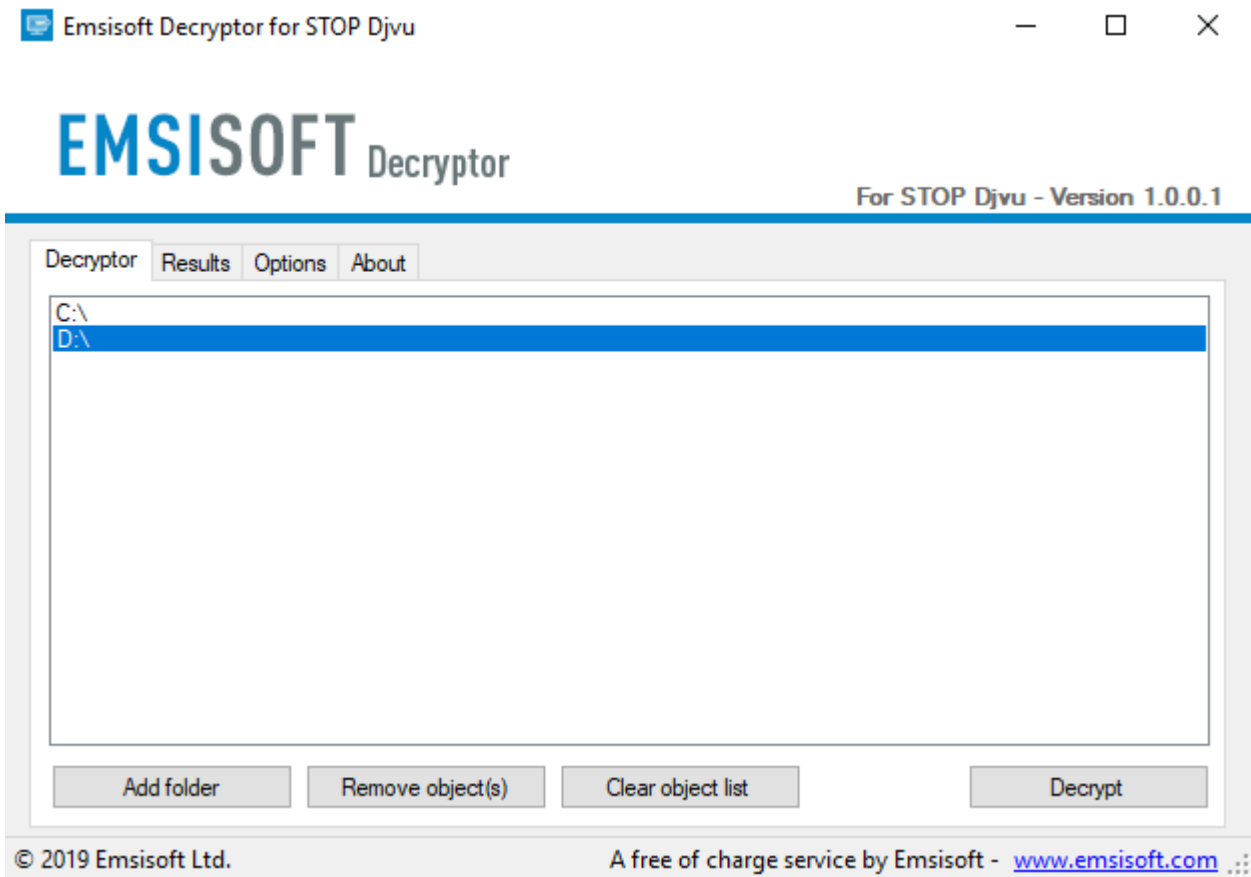 Emsisoft Decryptor for STOP Djvu
EMSISOFT Decryptor
For STOP Djvu - Version 1.0.0.1
Decryptor Results Options About
C:\
D:\
Add folder Remove object(s) Clear object list Decrypt
© 2019 Emsisoft Ltd. A free of charge service by Emsisoft - www.emsisoft.com